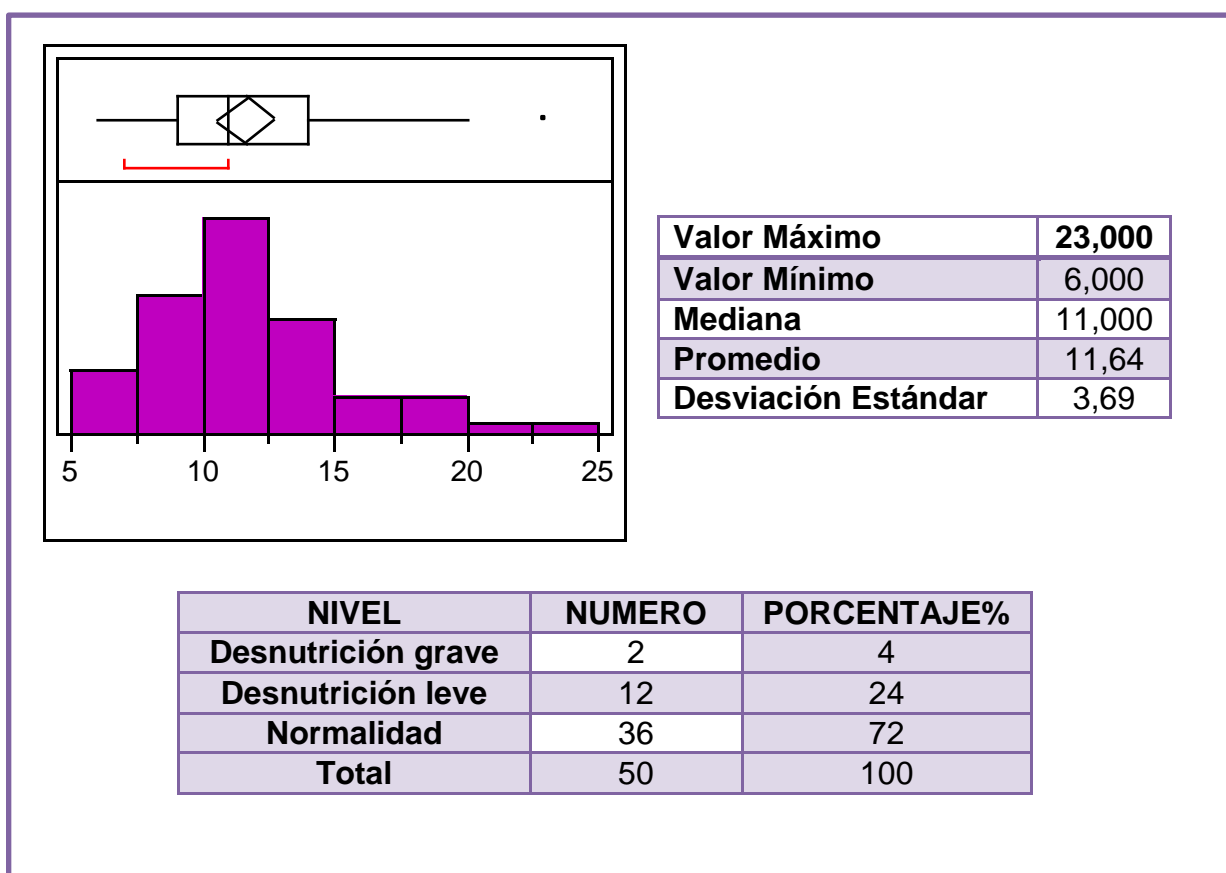 Valor Máximo 23,000
Valor Mínimo 6,000
Mediana 11,000
Promedio 11,64
Desviación Estándar 3,69
5 10 15 20 25
NIVEL NUMERO PORCENTAJE%
Desnutrición grave 2 4
Desnutrición leve 12 24
Normalidad 36 72
Total 50 100